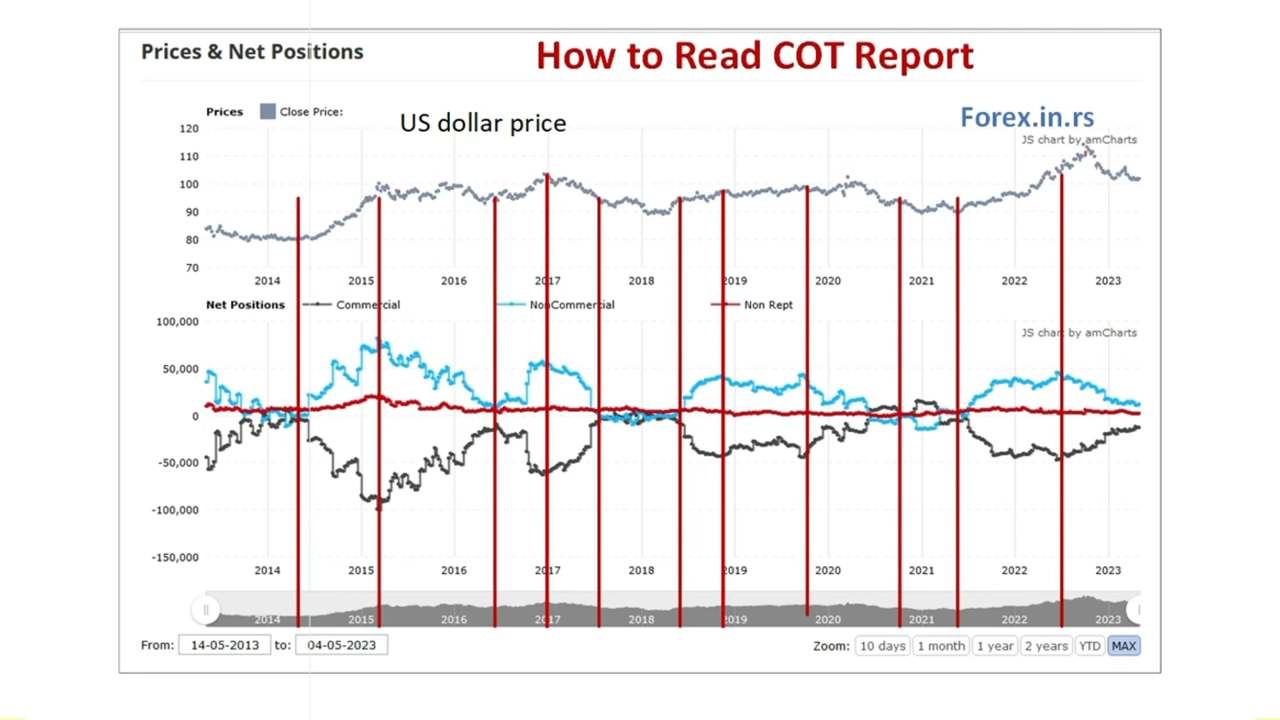 Prices & Net Positions
How to Read COT Report
Prices Close Price:
US dollar price
Forex.in.rs
JS chart by amCharts
120
110
100
90
80
70
2014 2015 2016 2017 2018 2019 2020 2021 2022 2023
Net Positions Commercial NonCommercial Non Rept
100,000
JS chart by amCharts
50,000
0
-50,000
-100,000
-150,000
2014 2015 2016 2017 2018 2019 2020 2021 2022 2023
2014 2015 2016 2017 2018 2019 2020 2021 2022 2023
From: 14-05-2013 to: 04-05-2023 Zoom: 10 days 1 month 1 year 2 years YTD MAX